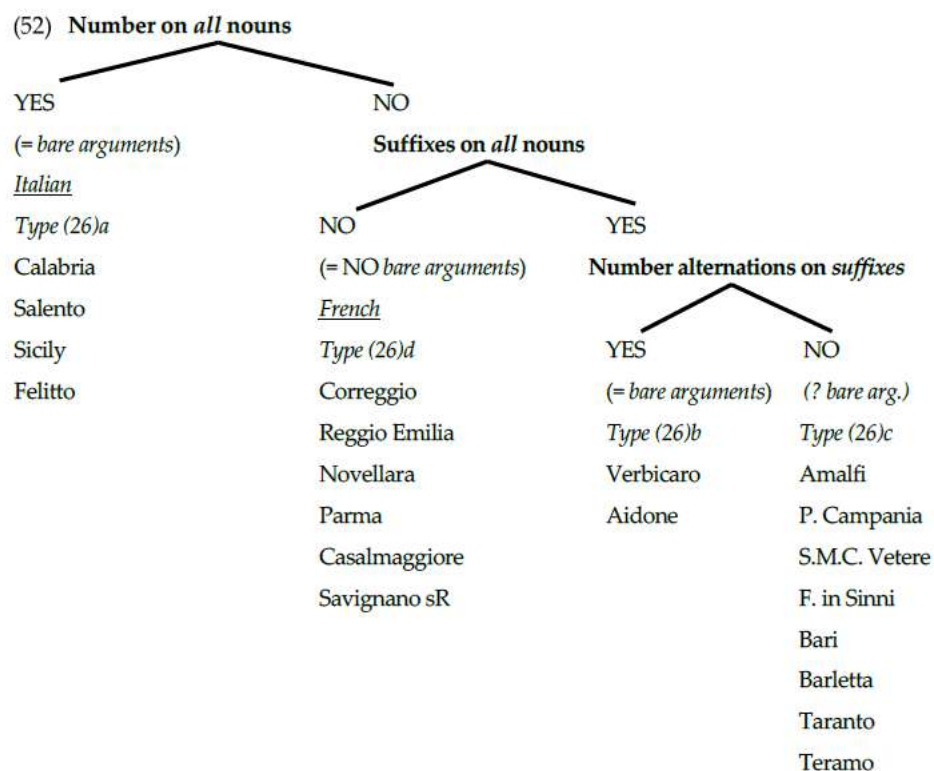 (52) Number on all nouns
YES NO
(= bare arguments) Suffixes on all nouns
Italian
Type (26)a NO YES
Calabria (= NO bare arguments) Number alternations on suffixes
Salento French
Sicily Type (26)d YES NO
Felitto Correggio (= bare arguments) (? bare arg.)
Reggio Emilia Type (26)b Type (26)c
Novellara Verbicaro Amalfi
Parma Aidone P. Campania
Casalmaggiore S.M.C. Vetere
Savignano sR F. in Sinni
Bari
Barletta
Taranto
Teramo